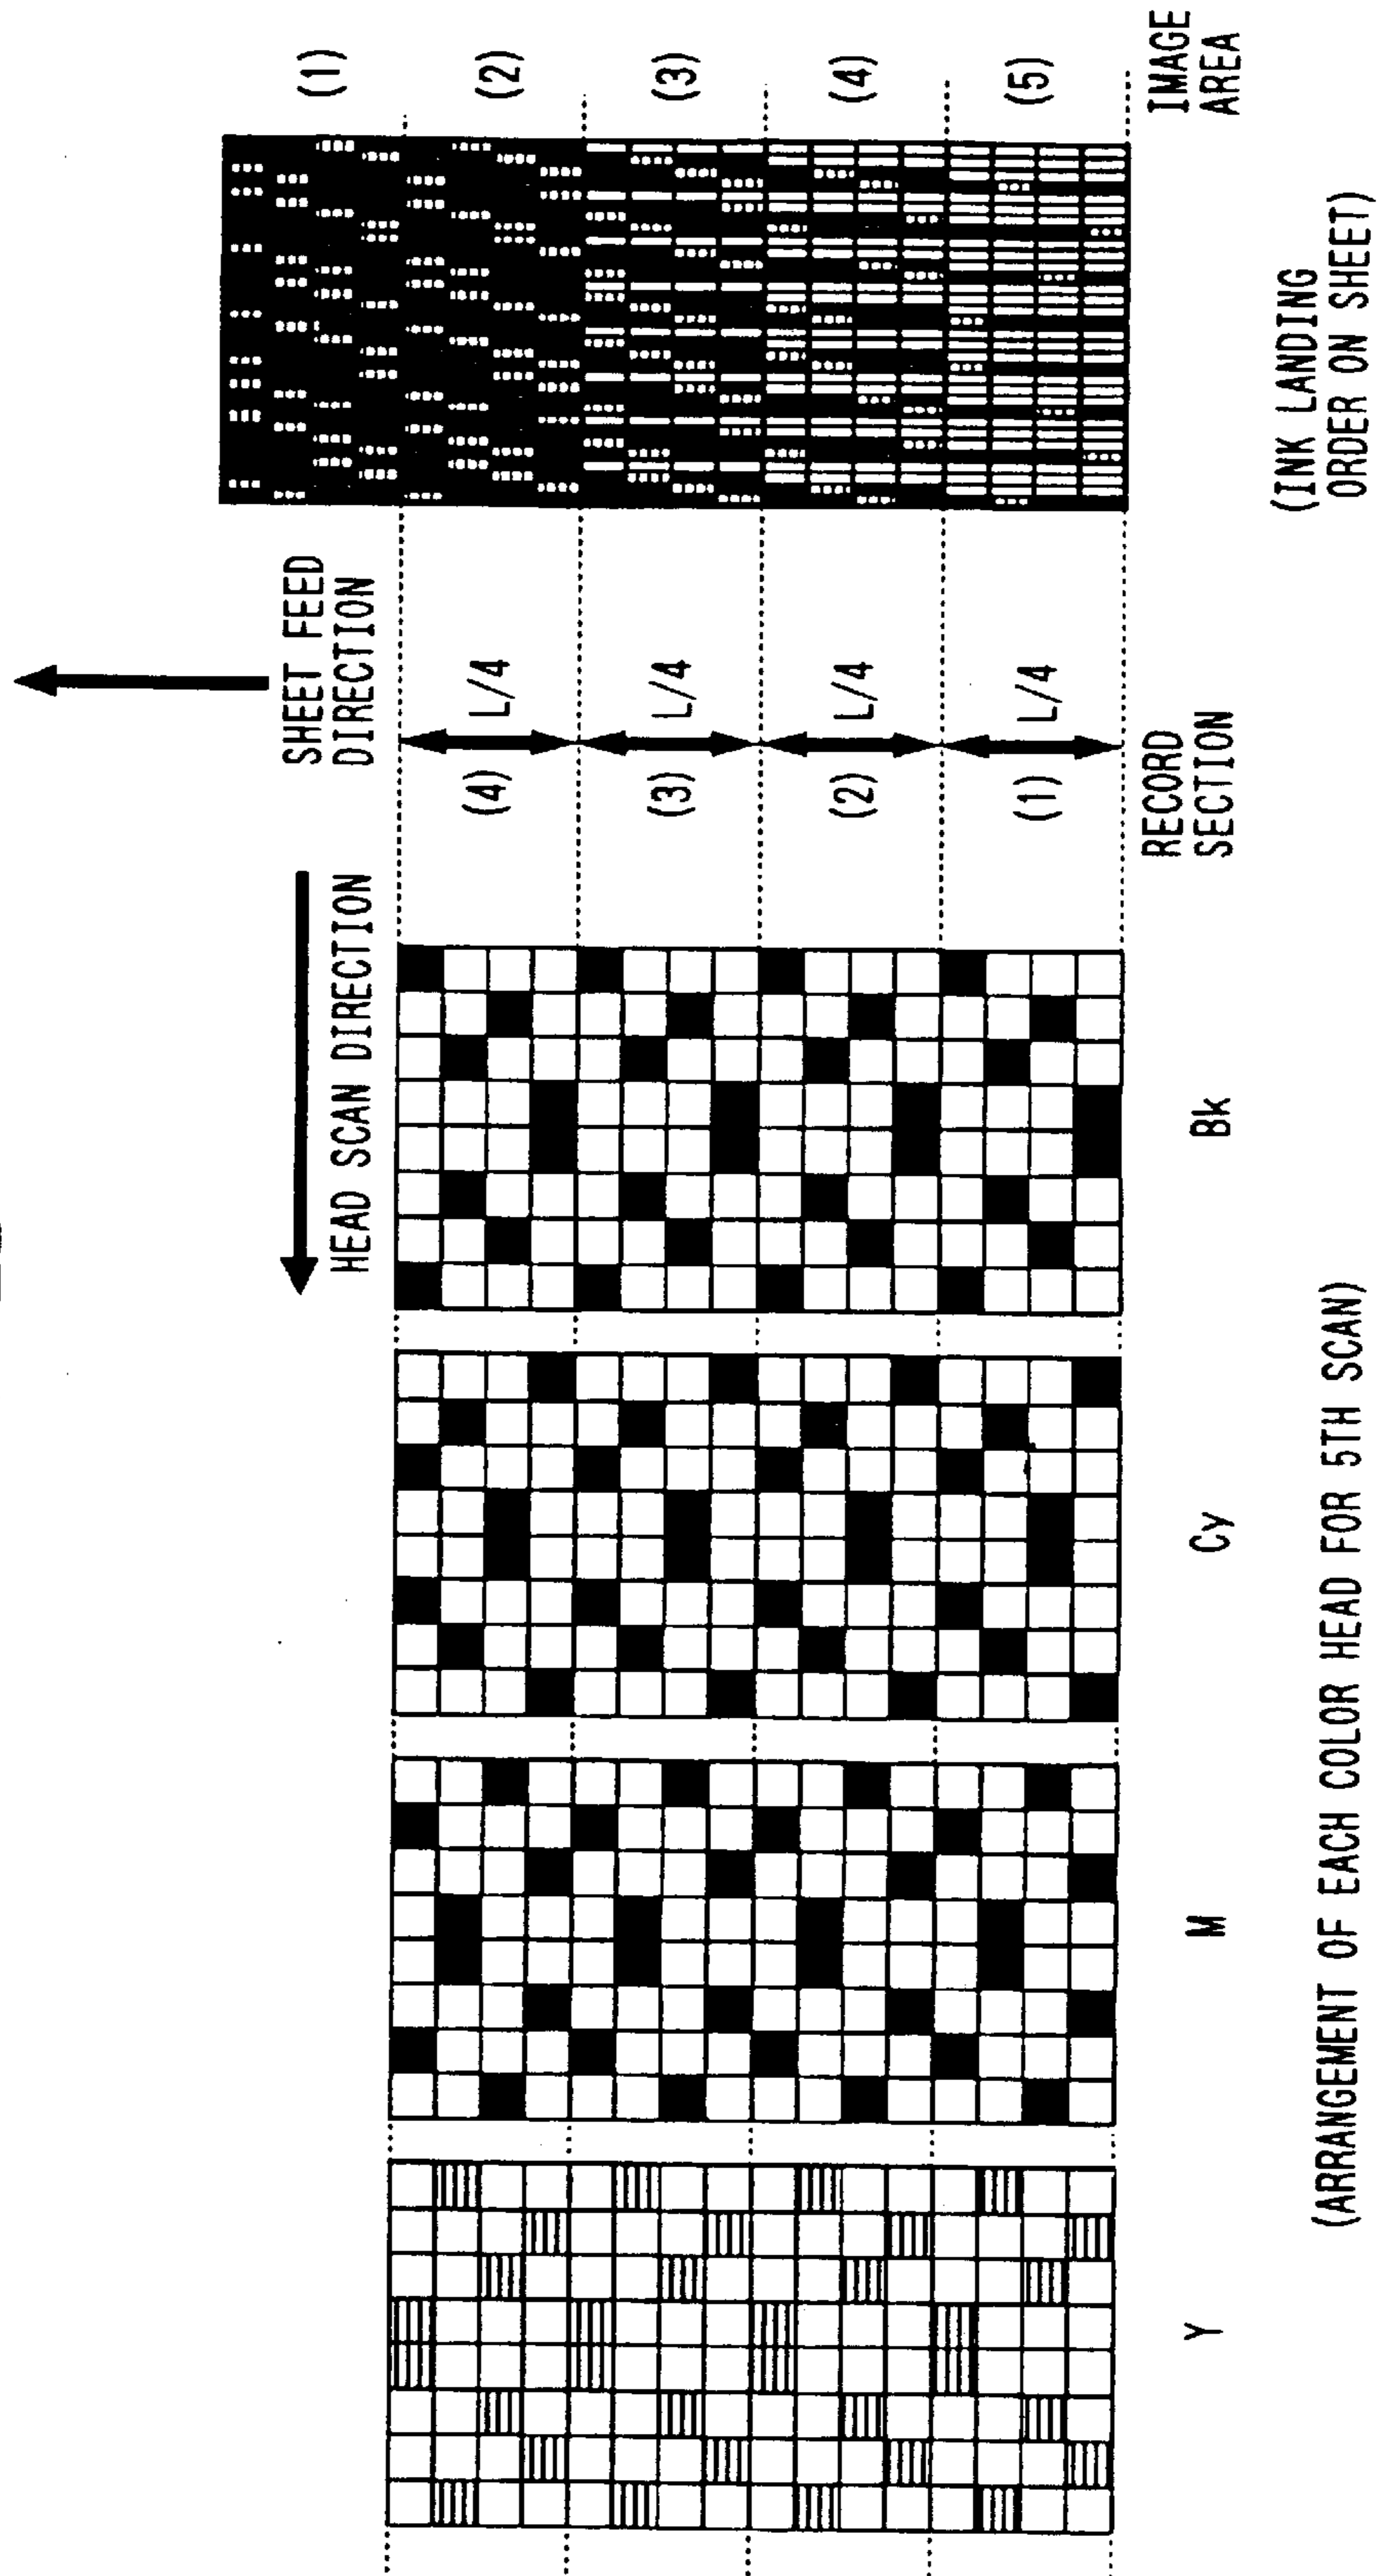 SHEET FEED
DIRECTION
HEAD SCAN DIRECTION
(1)
(2)
(3)
(4)
(5)
IMAGE
AREA
(4)
L/4
(3)
L/4
(2)
L/4
(1)
L/4
RECORD
SECTION
Y
M
Cy
Bk
(INK LANDING
ORDER ON SHEET)
(ARRANGEMENT OF EACH COLOR HEAD FOR 5TH SCAN)